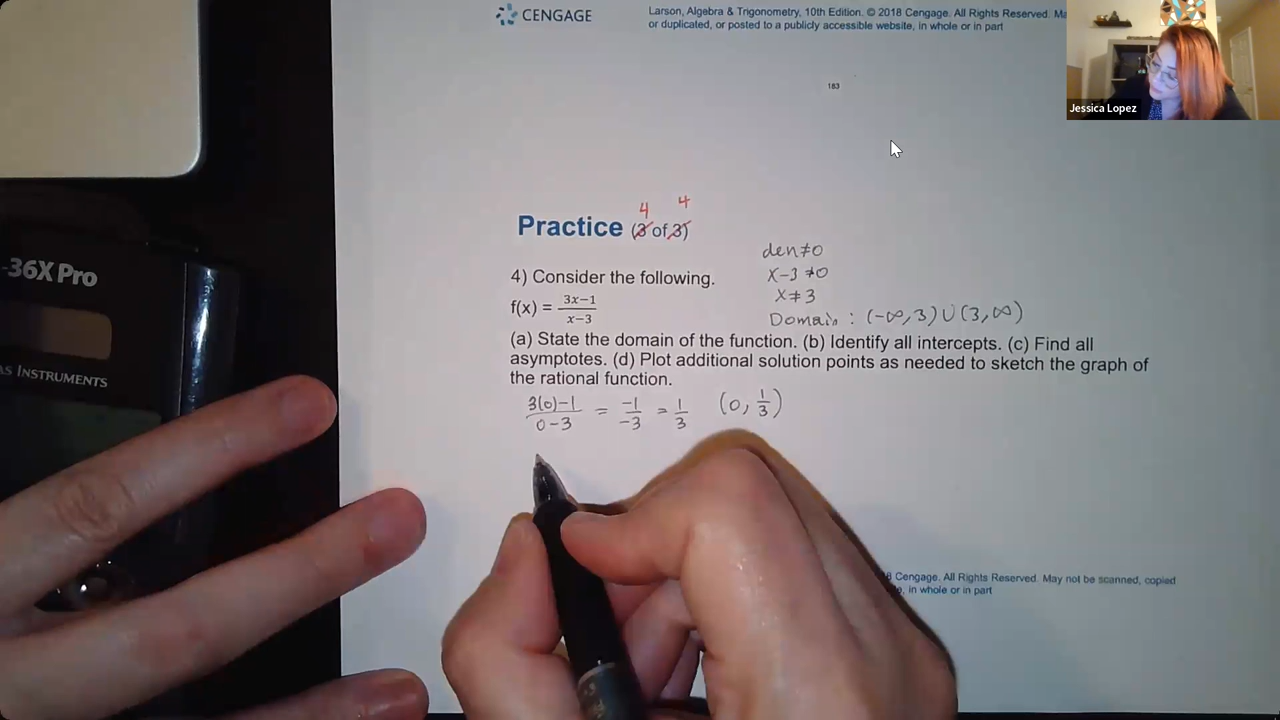 CENGAGE
Larson, Algebra & Trigonometry, 10th Edition. © 2018 Cengage. All Rights Reserved. Ma
or duplicated, or posted to a publicly accessible website, in whole or in part
Jessica Lopez
183
4 4
Practice (3 of 3)
-36X Pro
den≠0
x-3≠0
x≠3
4) Consider the following.
f(x) = 3x−1
x−3
Domain : (-∞,3)∪(3,∞)
(a) State the domain of the function. (b) Identify all intercepts. (c) Find all
asymptotes. (d) Plot additional solution points as needed to sketch the graph of
the rational function.
AS INSTRUMENTS
3(0)-1 / 0-3 = -1/-3 = 1/3 (0, 1/3)
8 Cengage. All Rights Reserved. May not be scanned, copied
in whole or in part